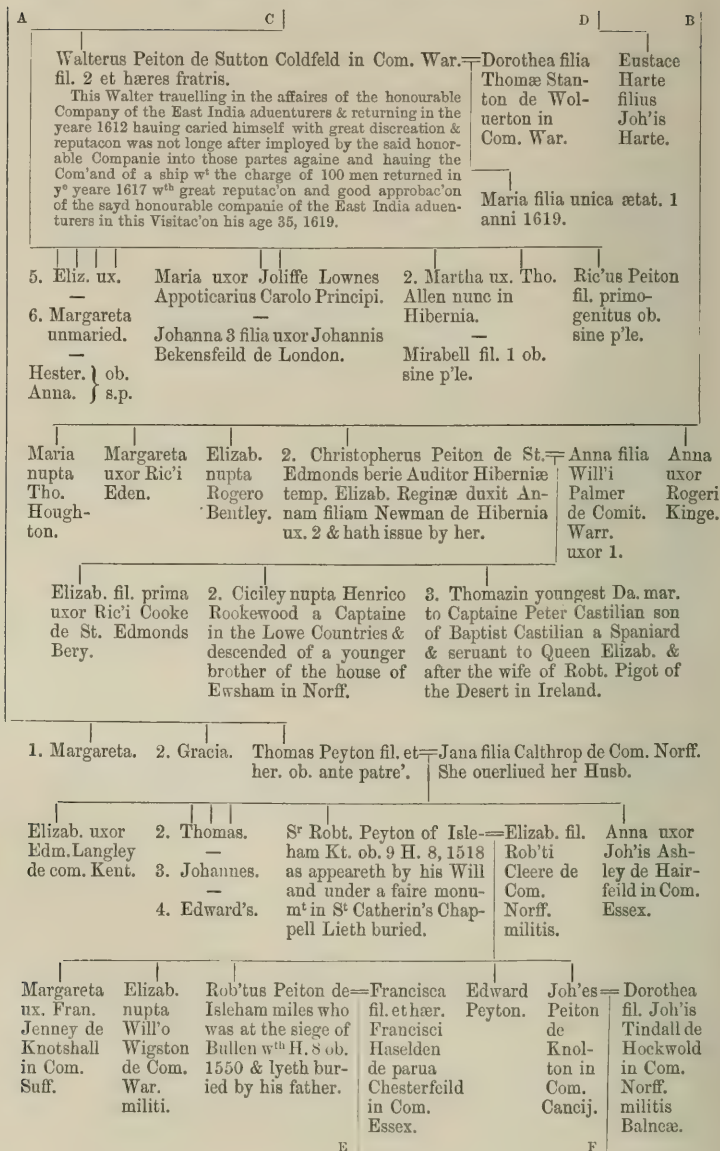 A C D B
Walterus Peiton de Sutton Coldfeld in Com. War.
fil. 2 et hæres fratris.
This Walter trauelling in the affaires of the honourable
Company of the East India aduenturers & returning in the
yeare 1612 hauing caried himself with great discreation &
reputacon was not longe after imployed by the said honor-
able Companie into those partes againe and hauing the
Com'and of a ship wᵗ the charge of 100 men returned in
yᵉ yeare 1617 wᵗʰ great reputac'on and good approbac'on
of the sayd honourable companie of the East India aduen-
turers in this Visitac'on his age 35, 1619.
Dorothea filia
Thomæ Stan-
ton de Wol-
uerton in
Com. War.
Eustace
Harte
filius
Joh'is
Harte.
Maria filia unica ætat. 1
anni 1619.
5. Eliz. ux.
—
6. Margareta
unmaried.
—
Hester. } ob.
Anna. } s.p.
Maria uxor Joliffe Lownes
Appoticarius Carolo Principi.
—
Johanna 3 filia uxor Johannis
Bekensfeild de London.
2. Martha ux. Tho.
Allen nunc in
Hibernia.
—
Mirabell fil. 1 ob.
sine p'le.
Ric'us Peiton
fil. primo-
genitus ob.
sine p'le.
Maria
nupta
Tho.
Hough-
ton.
Margareta
uxor Ric'i
Eden.
Elizab.
nupta
Rogero
Bentley.
2. Christopherus Peiton de St.
Edmonds berie Auditor Hiberniæ
temp. Elizab. Reginæ duxit An-
nam filiam Newman de Hibernia
ux. 2 & hath issue by her.
Anna filia
Will'i
Palmer
de Comit.
Warr.
uxor 1.
Anna
uxor
Rogeri
Kinge.
Elizab. fil. prima
uxor Ric'i Cooke
de St. Edmonds
Bery.
2. Ciciley nupta Henrico
Rookewood a Captaine
in the Lowe Countries &
descended of a younger
brother of the house of
Ewsham in Norff.
3. Thomazin youngest Da. mar.
to Captaine Peter Castilian son
of Baptist Castilian a Spaniard
& seruant to Queen Elizab. &
after the wife of Robt. Pigot of
the Desert in Ireland.
1. Margareta.
2. Gracia.
Thomas Peyton fil. et
her. ob. ante patre'.
Jana filia Calthrop de Com. Norff.
She ouerliued her Husb.
Elizab. uxor
Edm. Langley
de com. Kent.
2. Thomas.
—
3. Johannes.
—
4. Edward's.
Sʳ Robt. Peyton of Isle-
ham Kt. ob. 9 H. 8, 1518
as appeareth by his Will
and under a faire monu-
mᵗ in Sᵗ Catherin's Chap-
pell Lieth buried.
Elizab. fil.
Rob'ti
Cleere de
Com.
Norff.
militis.
Anna uxor
Joh'is Ash-
ley de Hair-
feild in Com.
Essex.
Margareta
ux. Fran.
Jenney de
Knotshall
in Com.
Suff.
Elizab.
nupta
Will'o
Wigston
de Com.
War.
militi.
Rob'tus Peiton de
Isleham miles who
was at the siege of
Bullen wᵗʰ H. 8 ob.
1550 & lyeth bur-
ied by his father.
Francisca
fil. et hær.
Francisci
Haselden
de parua
Chesterfeild
in Com.
Essex.
Edward
Peyton.
Joh'es
Peiton
de
Knol-
ton in
Com.
Cancij.
Dorothea
fil. Joh'is
Tindall de
Hockwold
in Com.
Norff.
militis
Balneæ.
E F